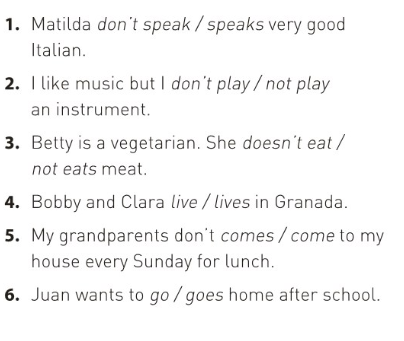 1. Matilda don't speak / speaks very good
Italian.
2. I like music but I don't play / not play
an instrument.
3. Betty is a vegetarian. She doesn't eat /
not eats meat.
4. Bobby and Clara live / lives in Granada.
5. My grandparents don't comes / come to my
house every Sunday for lunch.
6. Juan wants to go / goes home after school.